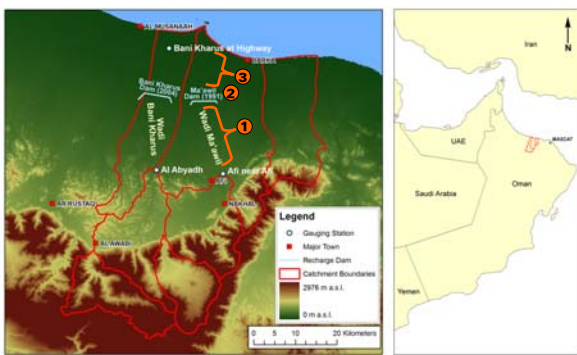 AL MUSANAAH
Bani Kharus at Highway
③
Bani Kharus
Dam (2004)
Ma'awil
Dam (1991)
②
Wadi
Bani Kharus
Wadi Ma'awil
①
Al Abyadh
Afi near Afi
AR RUSTAQ
NAKHAL
AL AWABI
Legend
Gauging Station
Major Town
Recharge Dam
Catchment Boundaries
2976 m a.s.l.
0 m a.s.l.
0 5 10 20 Kilometers
N
Iran
UAE
MUSCAT
Saudi Arabia
Oman
Yemen